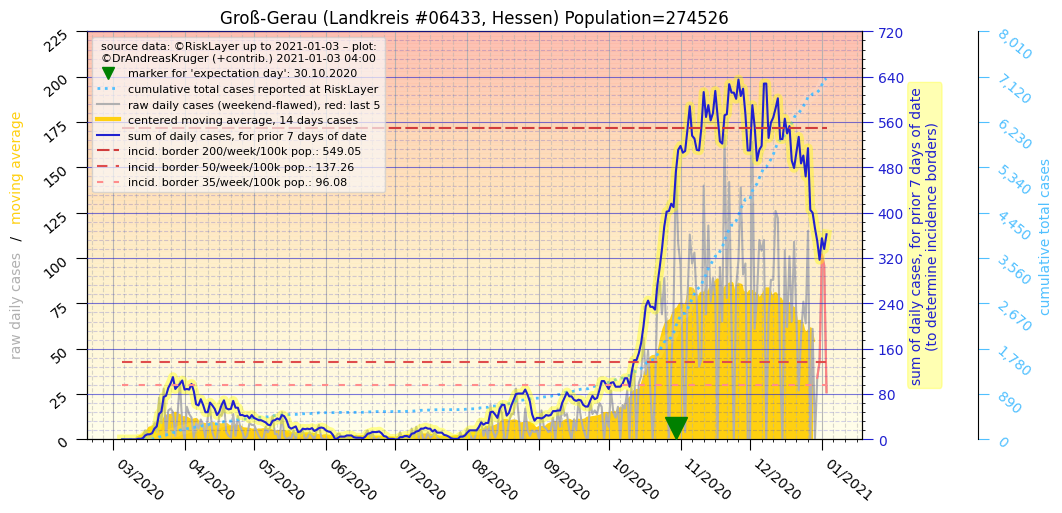 Groß-Gerau (Landkreis #06433, Hessen) Population=274526
source data: ©RiskLayer up to 2021-01-03 – plot:
©DrAndreasKruger (+contrib.) 2021-01-03 04:00
marker for 'expectation day': 30.10.2020
cumulative total cases reported at RiskLayer
raw daily cases (weekend-flawed), red: last 5
centered moving average, 14 days cases
sum of daily cases, for prior 7 days of date
incid. border 200/week/100k pop.: 549.05
incid. border 50/week/100k pop.: 137.26
incid. border 35/week/100k pop.: 96.08
raw daily cases / moving average
225
200
175
150
125
100
75
50
25
0
03/2020
04/2020
05/2020
06/2020
07/2020
08/2020
09/2020
10/2020
11/2020
12/2020
01/2021
720
640
560
480
400
320
240
160
80
0
sum of daily cases, for prior 7 days of date
(to determine incidence borders)
8,010
7,120
6,230
5,340
4,450
3,560
2,670
1,780
890
0
cumulative total cases